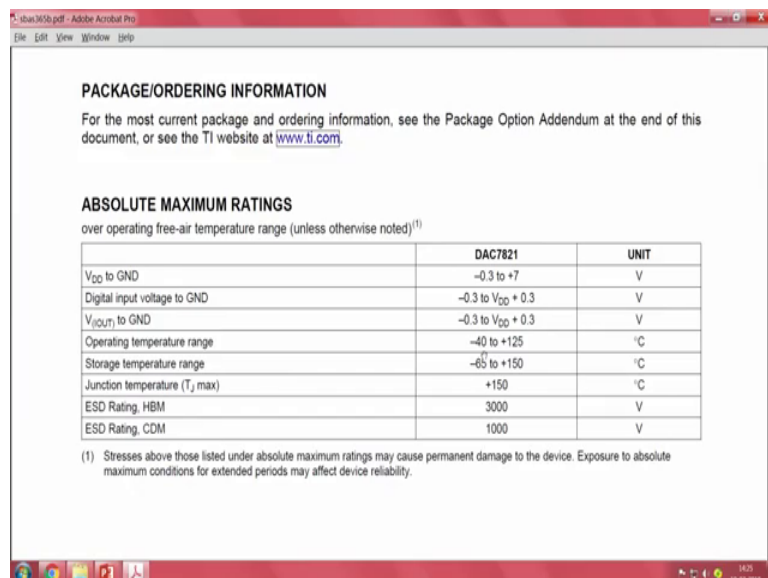 sbas365b.pdf - Adobe Acrobat Pro
File Edit View Window Help
PACKAGE/ORDERING INFORMATION
For the most current package and ordering information, see the Package Option Addendum at the end of this
document, or see the TI website at www.ti.com.
ABSOLUTE MAXIMUM RATINGS
over operating free-air temperature range (unless otherwise noted)(1)
DAC7821 UNIT
VDD to GND –0.3 to +7 V
Digital input voltage to GND –0.3 to VDD + 0.3 V
V(IOUT) to GND –0.3 to VDD + 0.3 V
Operating temperature range –40 to +125 °C
Storage temperature range –65 to +150 °C
Junction temperature (TJ max) +150 °C
ESD Rating, HBM 3000 V
ESD Rating, CDM 1000 V
(1) Stresses above those listed under absolute maximum ratings may cause permanent damage to the device. Exposure to absolute
maximum conditions for extended periods may affect device reliability.
14:25